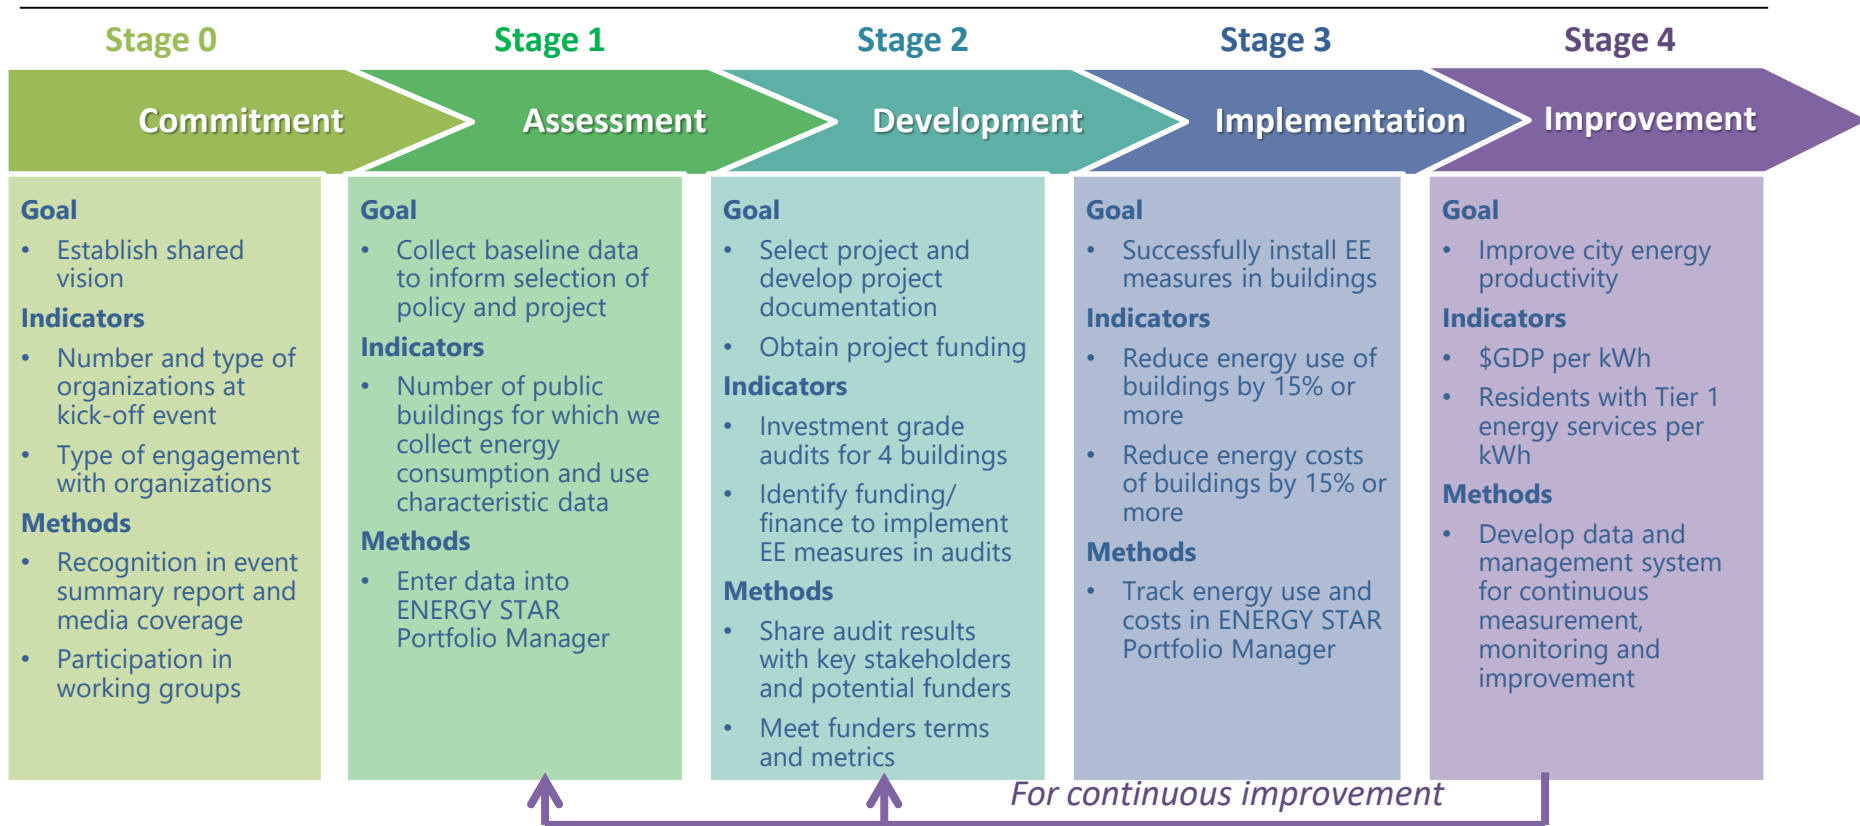 Stage 0
Stage 1
Stage 2
Stage 3
Stage 4
Commitment
Assessment
Development
Implementation
Improvement
Goal
• Establish shared
vision
Indicators
• Number and type of
organizations at
kick-off event
• Type of engagement
with organizations
Methods
• Recognition in event
summary report and
media coverage
• Participation in
working groups
Goal
• Collect baseline data
to inform selection of
policy and project
Indicators
• Number of public
buildings for which we
collect energy
consumption and use
characteristic data
Methods
• Enter data into
ENERGY STAR
Portfolio Manager
Goal
• Select project and
develop project
documentation
• Obtain project funding
Indicators
• Investment grade
audits for 4 buildings
• Identify funding/
finance to implement
EE measures in audits
Methods
• Share audit results
with key stakeholders
and potential funders
• Meet funders terms
and metrics
Goal
• Successfully install EE
measures in buildings
Indicators
• Reduce energy use of
buildings by 15% or
more
• Reduce energy costs
of buildings by 15% or
more
Methods
• Track energy use and
costs in ENERGY STAR
Portfolio Manager
Goal
• Improve city energy
productivity
Indicators
• $GDP per kWh
• Residents with Tier 1
energy services per
kWh
Methods
• Develop data and
management system
for continuous
measurement,
monitoring and
improvement
For continuous improvement